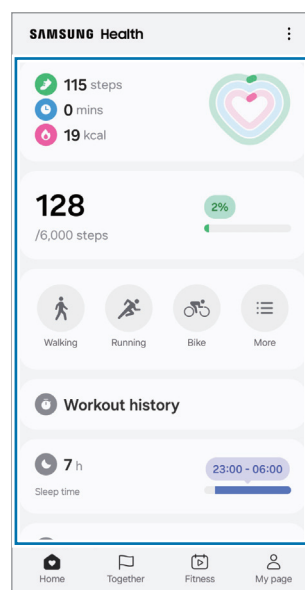 SAMSUNG Health
115 steps
0 mins
19 kcal
128
/6,000 steps
2%
Walking
Running
Bike
More
Workout history
7 h
Sleep time
23:00 - 06:00
Home
Together
Fitness
My page